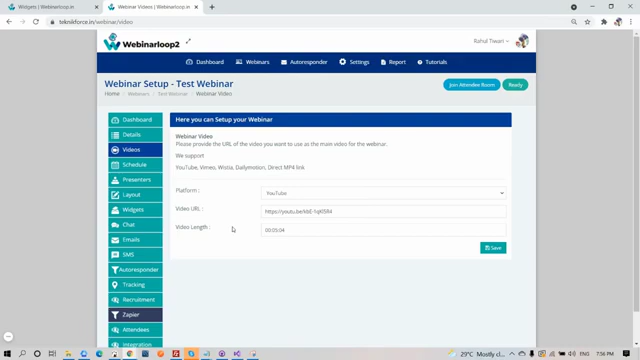 Widgets | teknikforce.in
Webinar Videos | teknikforce.in
teknikforce.in/webinar/video
Webinarloop2
Rahul Tiwari
Dashboard
Webinars
Autoresponder
Settings
Report
Tutorials
Webinar Setup - Test Webinar
Join Attendee Room
Ready
Home
Webinars
Test Webinar
Webinar Video
Dashboard
Details
Videos
Schedule
Presenters
Layout
Widgets
Chat
Emails
SMS
Autoresponder
Tracking
Recruitment
Zapier
Attendees
Integration
Here you can Setup your Webinar
Webinar Video
Please provide the URL of the video you want to use as the main video for the webinar.
We support
YouTube, Vimeo, Wistia, Dailymotion, Direct MP4 link
Platform :
YouTube
Video URL :
Video Length :
00:05:04
Save
29°C Mostly cl...
ENG
7:56 PM